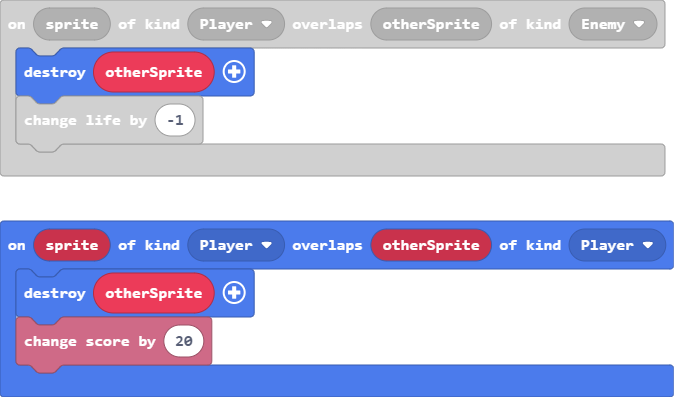 on sprite of kind Player overlaps otherSprite of kind Enemy
destroy otherSprite
change life by -1
on sprite of kind Player overlaps otherSprite of kind Player
destroy otherSprite
change score by 20